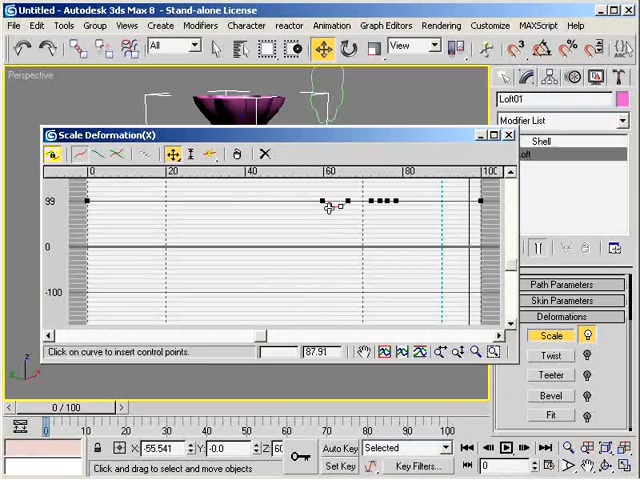 Untitled - Autodesk 3ds Max 8 - Stand-alone License
File Edit Tools Group Views Create Modifiers Character reactor Animation Graph Editors Rendering Customize MAXScript Help
All View
Perspective
Loft01
Modifier List
Shell
Scale Deformation(X)
0 20 40 60 80 100
99
0
-100
Path Parameters
Skin Parameters
Deformations
Scale
Twist
Teeter
Bevel
Fit
Click on curve to insert control points.
87.91
z
x
0 / 100
0 10 20 30 40 50 60 70 80 90 100
X: -55.541 Y: -0.0 Z: 60
Auto Key Selected
Click and drag to select and move objects
Set Key Key Filters... 0